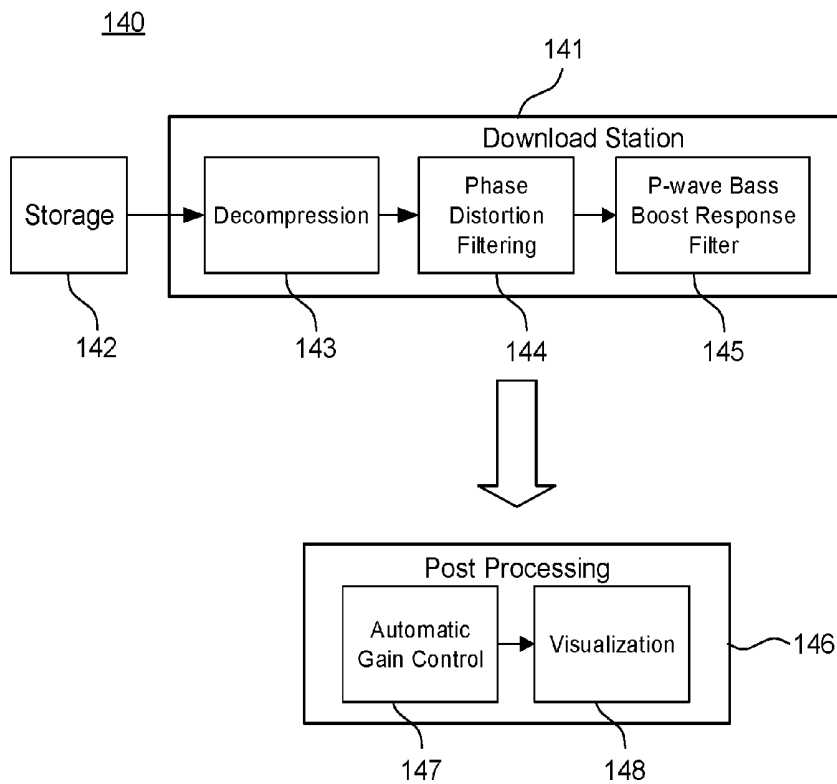 140
141
Download Station
Storage
Decompression
Phase
Distortion
Filtering
P-wave Bass
Boost Response
Filter
142
143
144
145
Post Processing
Automatic
Gain Control
Visualization
146
147
148